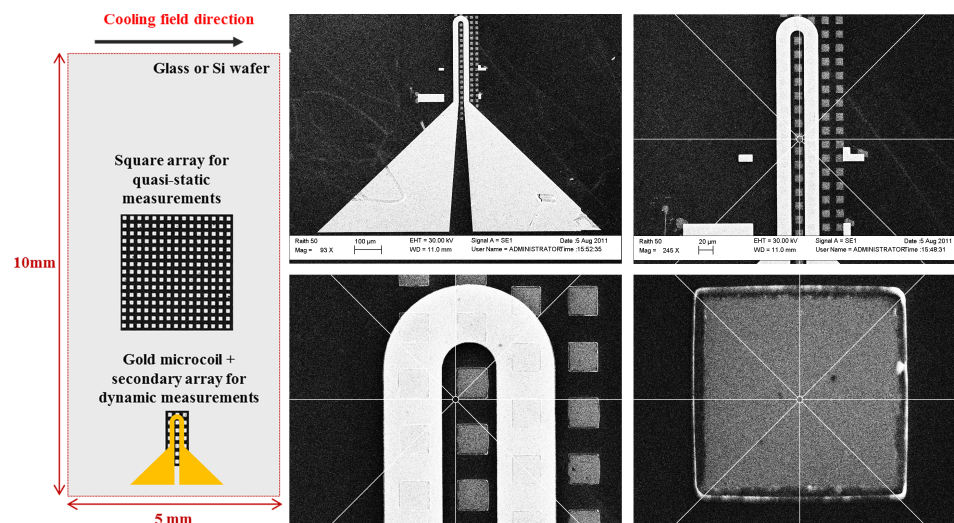 Cooling field direction
Glass or Si wafer
Square array for
quasi-static
measurements
10mm
Gold microcoil +
secondary array for
dynamic measurements
5 mm
Raith 50
Mag = 93 X
100 µm
EHT = 30.00 kV
WD = 11.0 mm
Signal A = SE1
User Name = ADMINISTRATOR
Date :5 Aug 2011
Time :15:52:35
Raith 50
Mag = 245 X
20 µm
EHT = 30.00 kV
WD = 11.0 mm
Signal A = SE1
User Name = ADMINISTRATOR
Date :5 Aug 2011
Time :15:48:31